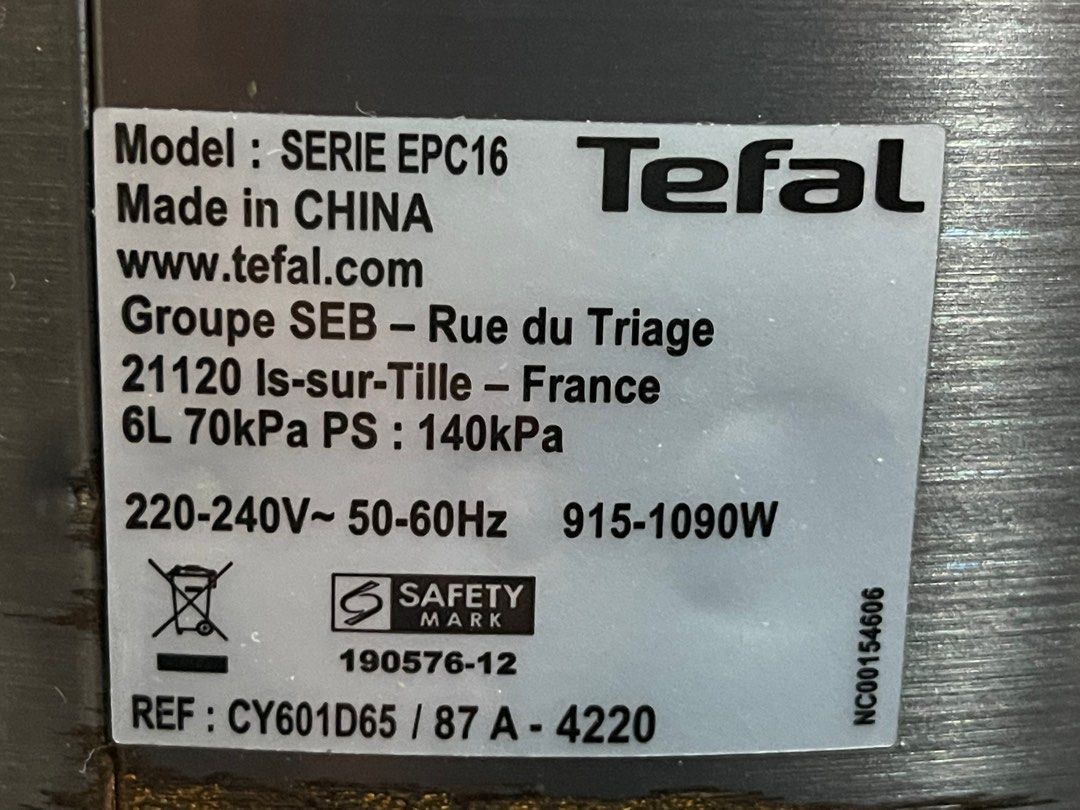 Model : SERIE EPC16
Tefal
Made in CHINA
www.tefal.com
Groupe SEB – Rue du Triage
21120 Is-sur-Tille – France
6L 70kPa PS : 140kPa
220-240V~ 50-60Hz 915-1090W
SAFETY
MARK
190576-12
REF : CY601D65 / 87 A - 4220
NC00154606